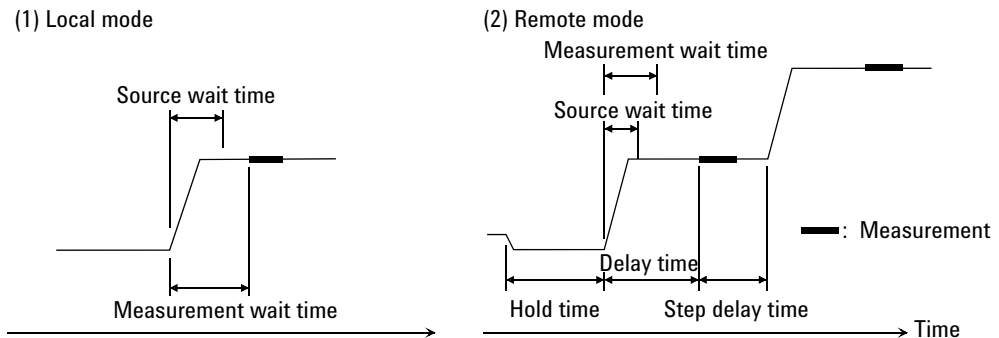 (1) Local mode
Source wait time
Measurement wait time
(2) Remote mode
Measurement wait time
Source wait time
: Measurement
Delay time
Hold time
Step delay time
Time